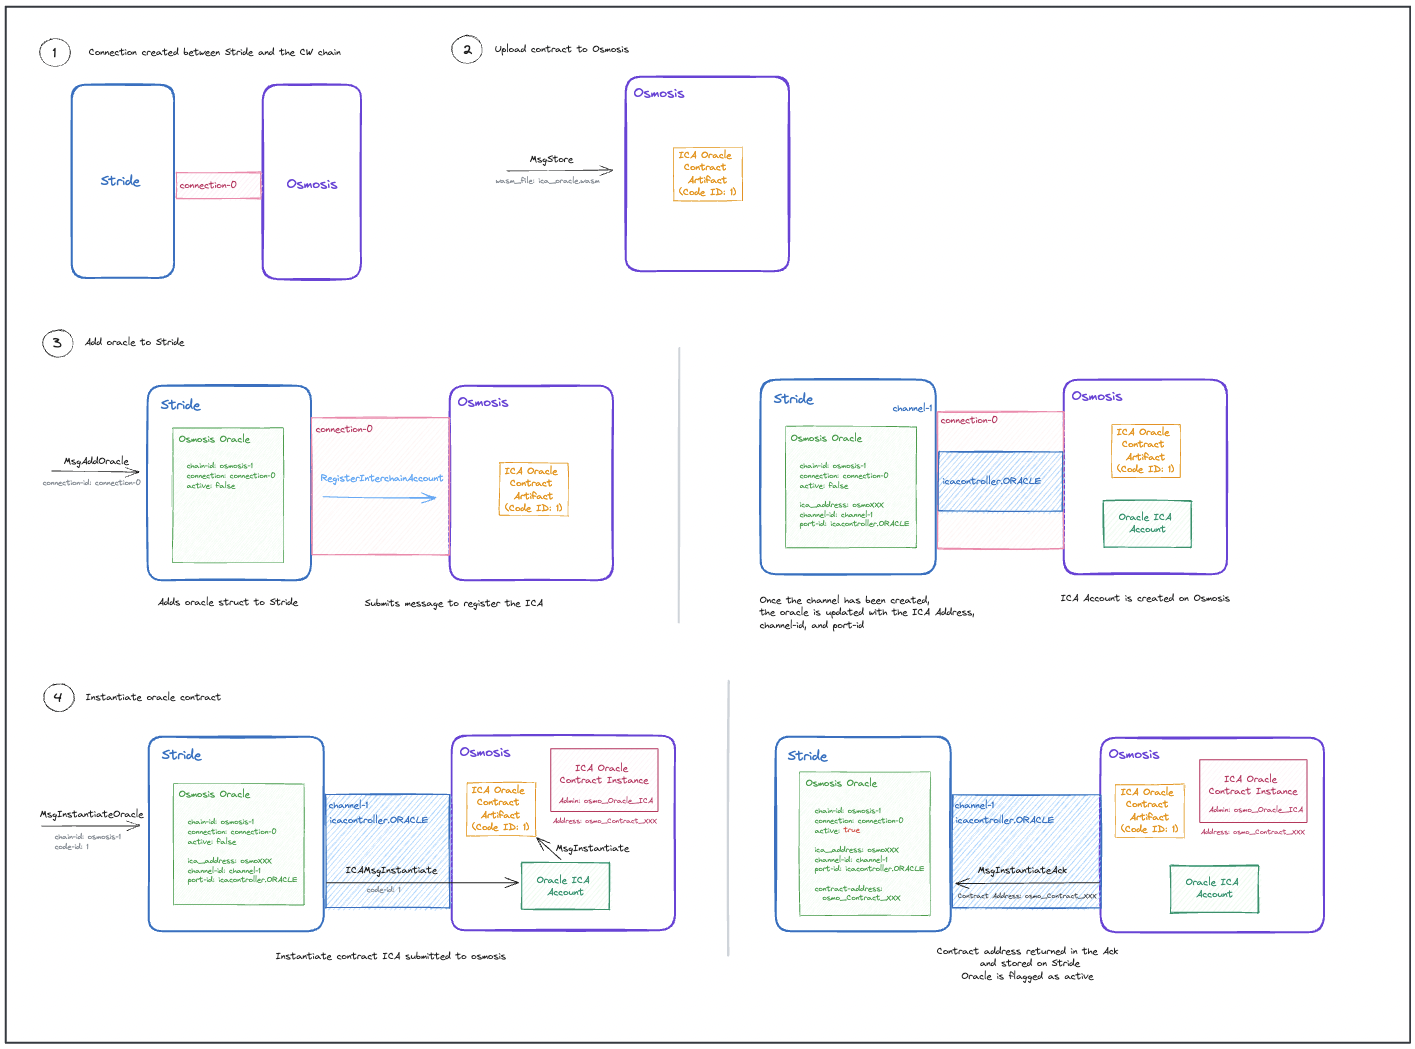 1
Connection created between Stride and the CW chain
Stride
connection-0
Osmosis
2
Upload contract to Osmosis
Osmosis
MsgStore
wasm_file: ica_oracle.wasm
ICA Oracle
Contract
Artifact
(Code ID: 1)
3
Add oracle to Stride
MsgAddOracle
connection-id: connection-0
Stride
Osmosis Oracle
chain-id: osmosis-1
connection: connection-0
active: False
connection-0
RegisterInterchainAccount
Osmosis
ICA Oracle
Contract
Artifact
(Code ID: 1)
Adds oracle struct to Stride
Submits message to register the ICA
Stride
channel-1
Osmosis Oracle
chain-id: osmosis-1
connection: connection-0
active: False
ica_address: osmoXXX
channel-id: channel-1
port-id: icacontroller.ORACLE
connection-0
icacontroller.ORACLE
Osmosis
ICA Oracle
Contract
Artifact
(Code ID: 1)
Oracle ICA
Account
Once the channel has been created,
the oracle is updated with the ICA Address,
channel-id, and port-id
ICA Account is created on Osmosis
4
Instantiate oracle contract
MsgInstantiateOracle
chain-id: osmosis-1
code-id: 1
Stride
Osmosis Oracle
chain-id: osmosis-1
connection: connection-0
active: False
ica_address: osmoXXX
channel-id: channel-1
port-id: icacontroller.ORACLE
channel-1
icacontroller.ORACLE
ICAMsgInstantiate
code-id: 1
Osmosis
ICA Oracle
Contract
Artifact
(Code ID: 1)
ICA Oracle
Contract Instance
Admin: osmo_Oracle_ICA
Address: osmo_Contract_XXX
MsgInstantiate
Oracle ICA
Account
Instantiate contract ICA submitted to osmosis
Stride
Osmosis Oracle
chain-id: osmosis-1
connection: connection-0
active: true
ica_address: osmoXXX
channel-id: channel-1
port-id: icacontroller.ORACLE
contract-address:
osmo_Contract_XXX
channel-1
icacontroller.ORACLE
MsgInstantiateAck
Contract Address: osmo_Contract_XXX
Osmosis
ICA Oracle
Contract
Artifact
(Code ID: 1)
ICA Oracle
Contract Instance
Admin: osmo_Oracle_ICA
Address: osmo_Contract_XXX
Oracle ICA
Account
Contract address returned in the Ack
and stored on Stride
Oracle is flagged as active